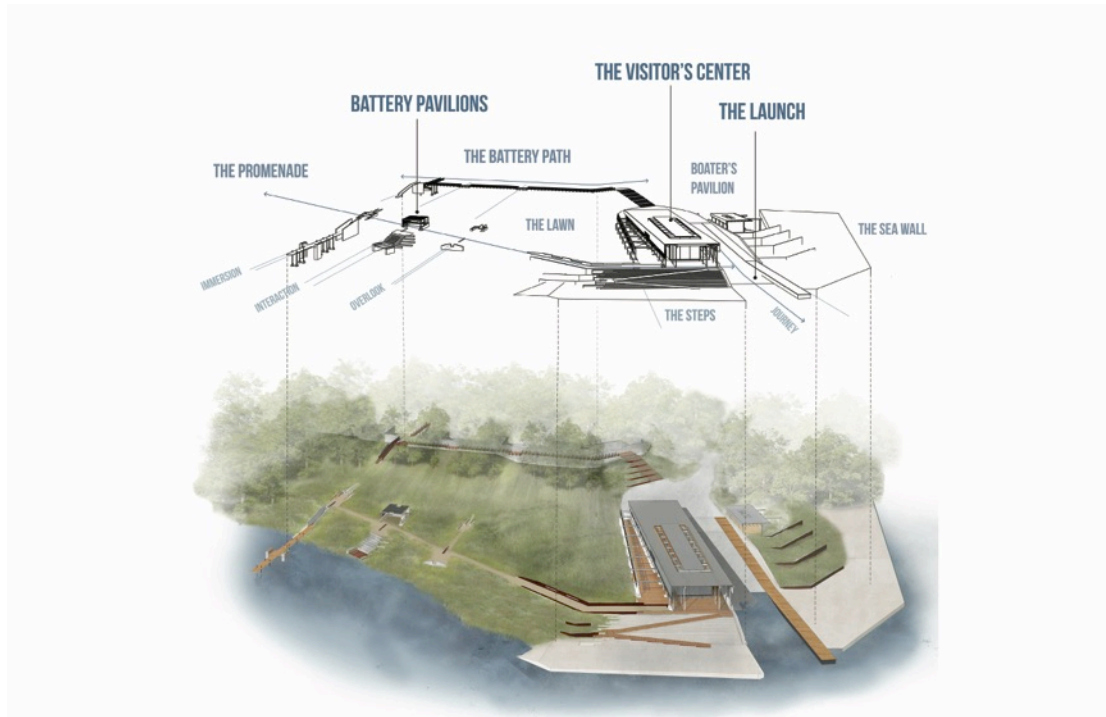 THE VISITOR'S CENTER
BATTERY PAVILIONS
THE LAUNCH
THE BATTERY PATH
THE PROMENADE
BOATER'S
PAVILION
THE LAWN
THE SEA WALL
IMMERSION
INTERACTION
OVERLOOK
THE STEPS
JOURNEY